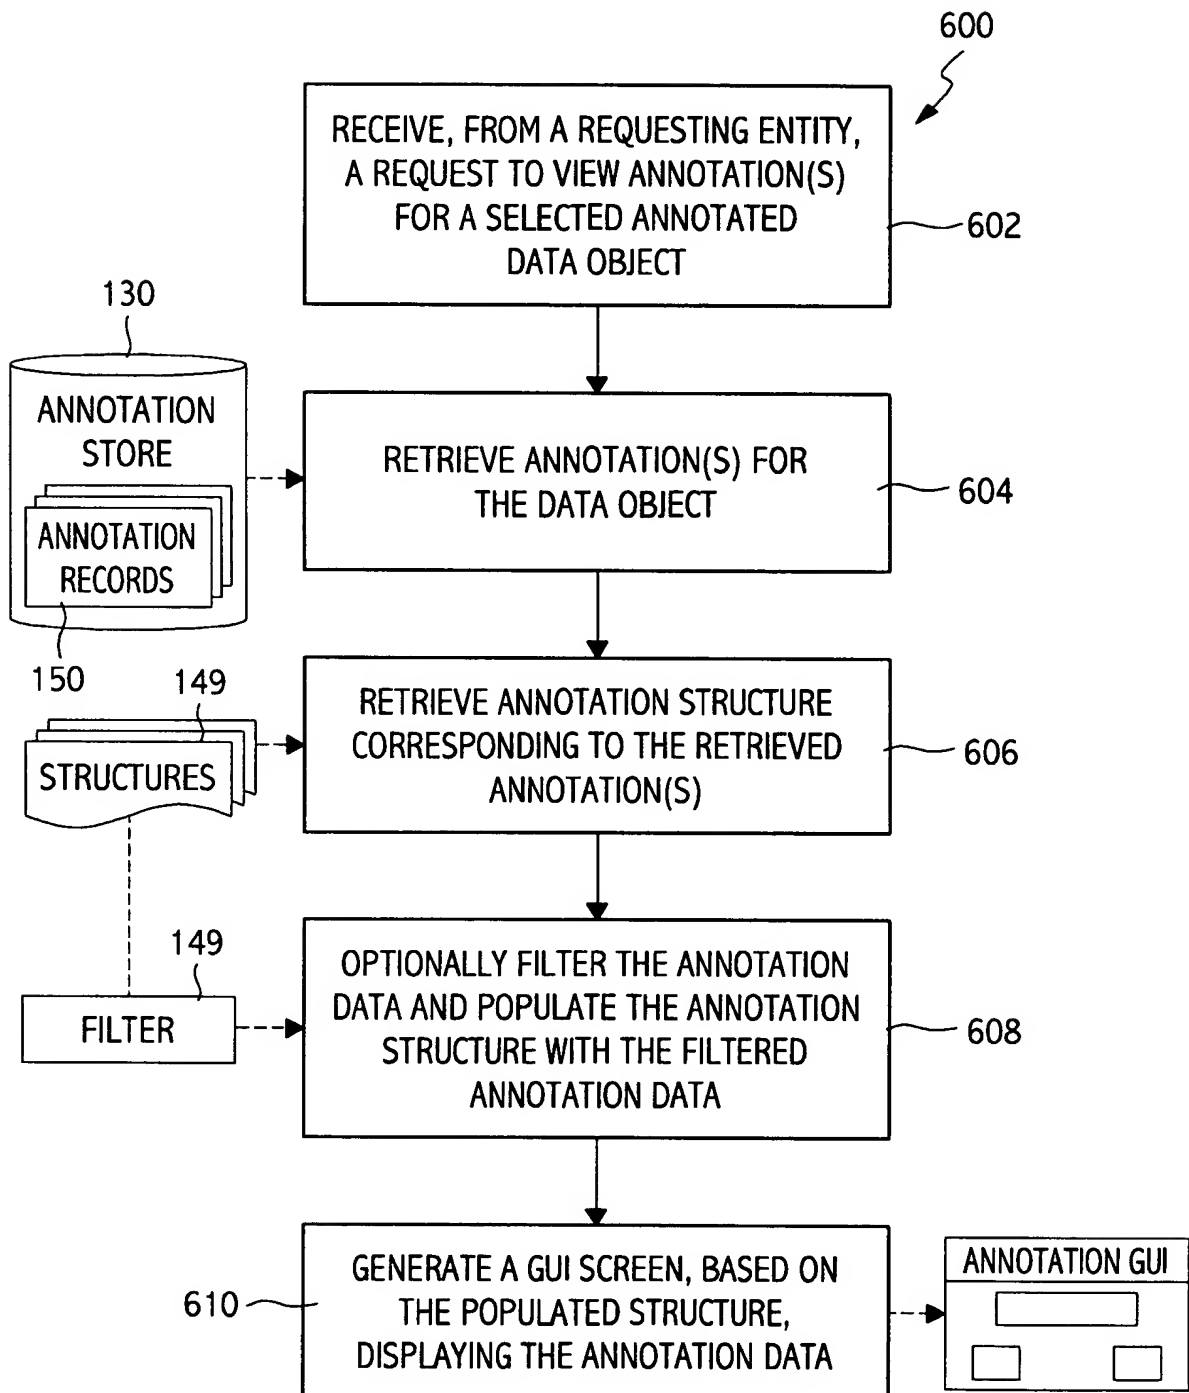 600
RECEIVE, FROM A REQUESTING ENTITY,
A REQUEST TO VIEW ANNOTATION(S)
FOR A SELECTED ANNOTATED
DATA OBJECT
602
130
ANNOTATION
STORE
ANNOTATION
RECORDS
150
RETRIEVE ANNOTATION(S) FOR
THE DATA OBJECT
604
149
STRUCTURES
RETRIEVE ANNOTATION STRUCTURE
CORRESPONDING TO THE RETRIEVED
ANNOTATION(S)
606
149
FILTER
OPTIONALLY FILTER THE ANNOTATION
DATA AND POPULATE THE ANNOTATION
STRUCTURE WITH THE FILTERED
ANNOTATION DATA
608
610
GENERATE A GUI SCREEN, BASED ON
THE POPULATED STRUCTURE,
DISPLAYING THE ANNOTATION DATA
ANNOTATION GUI